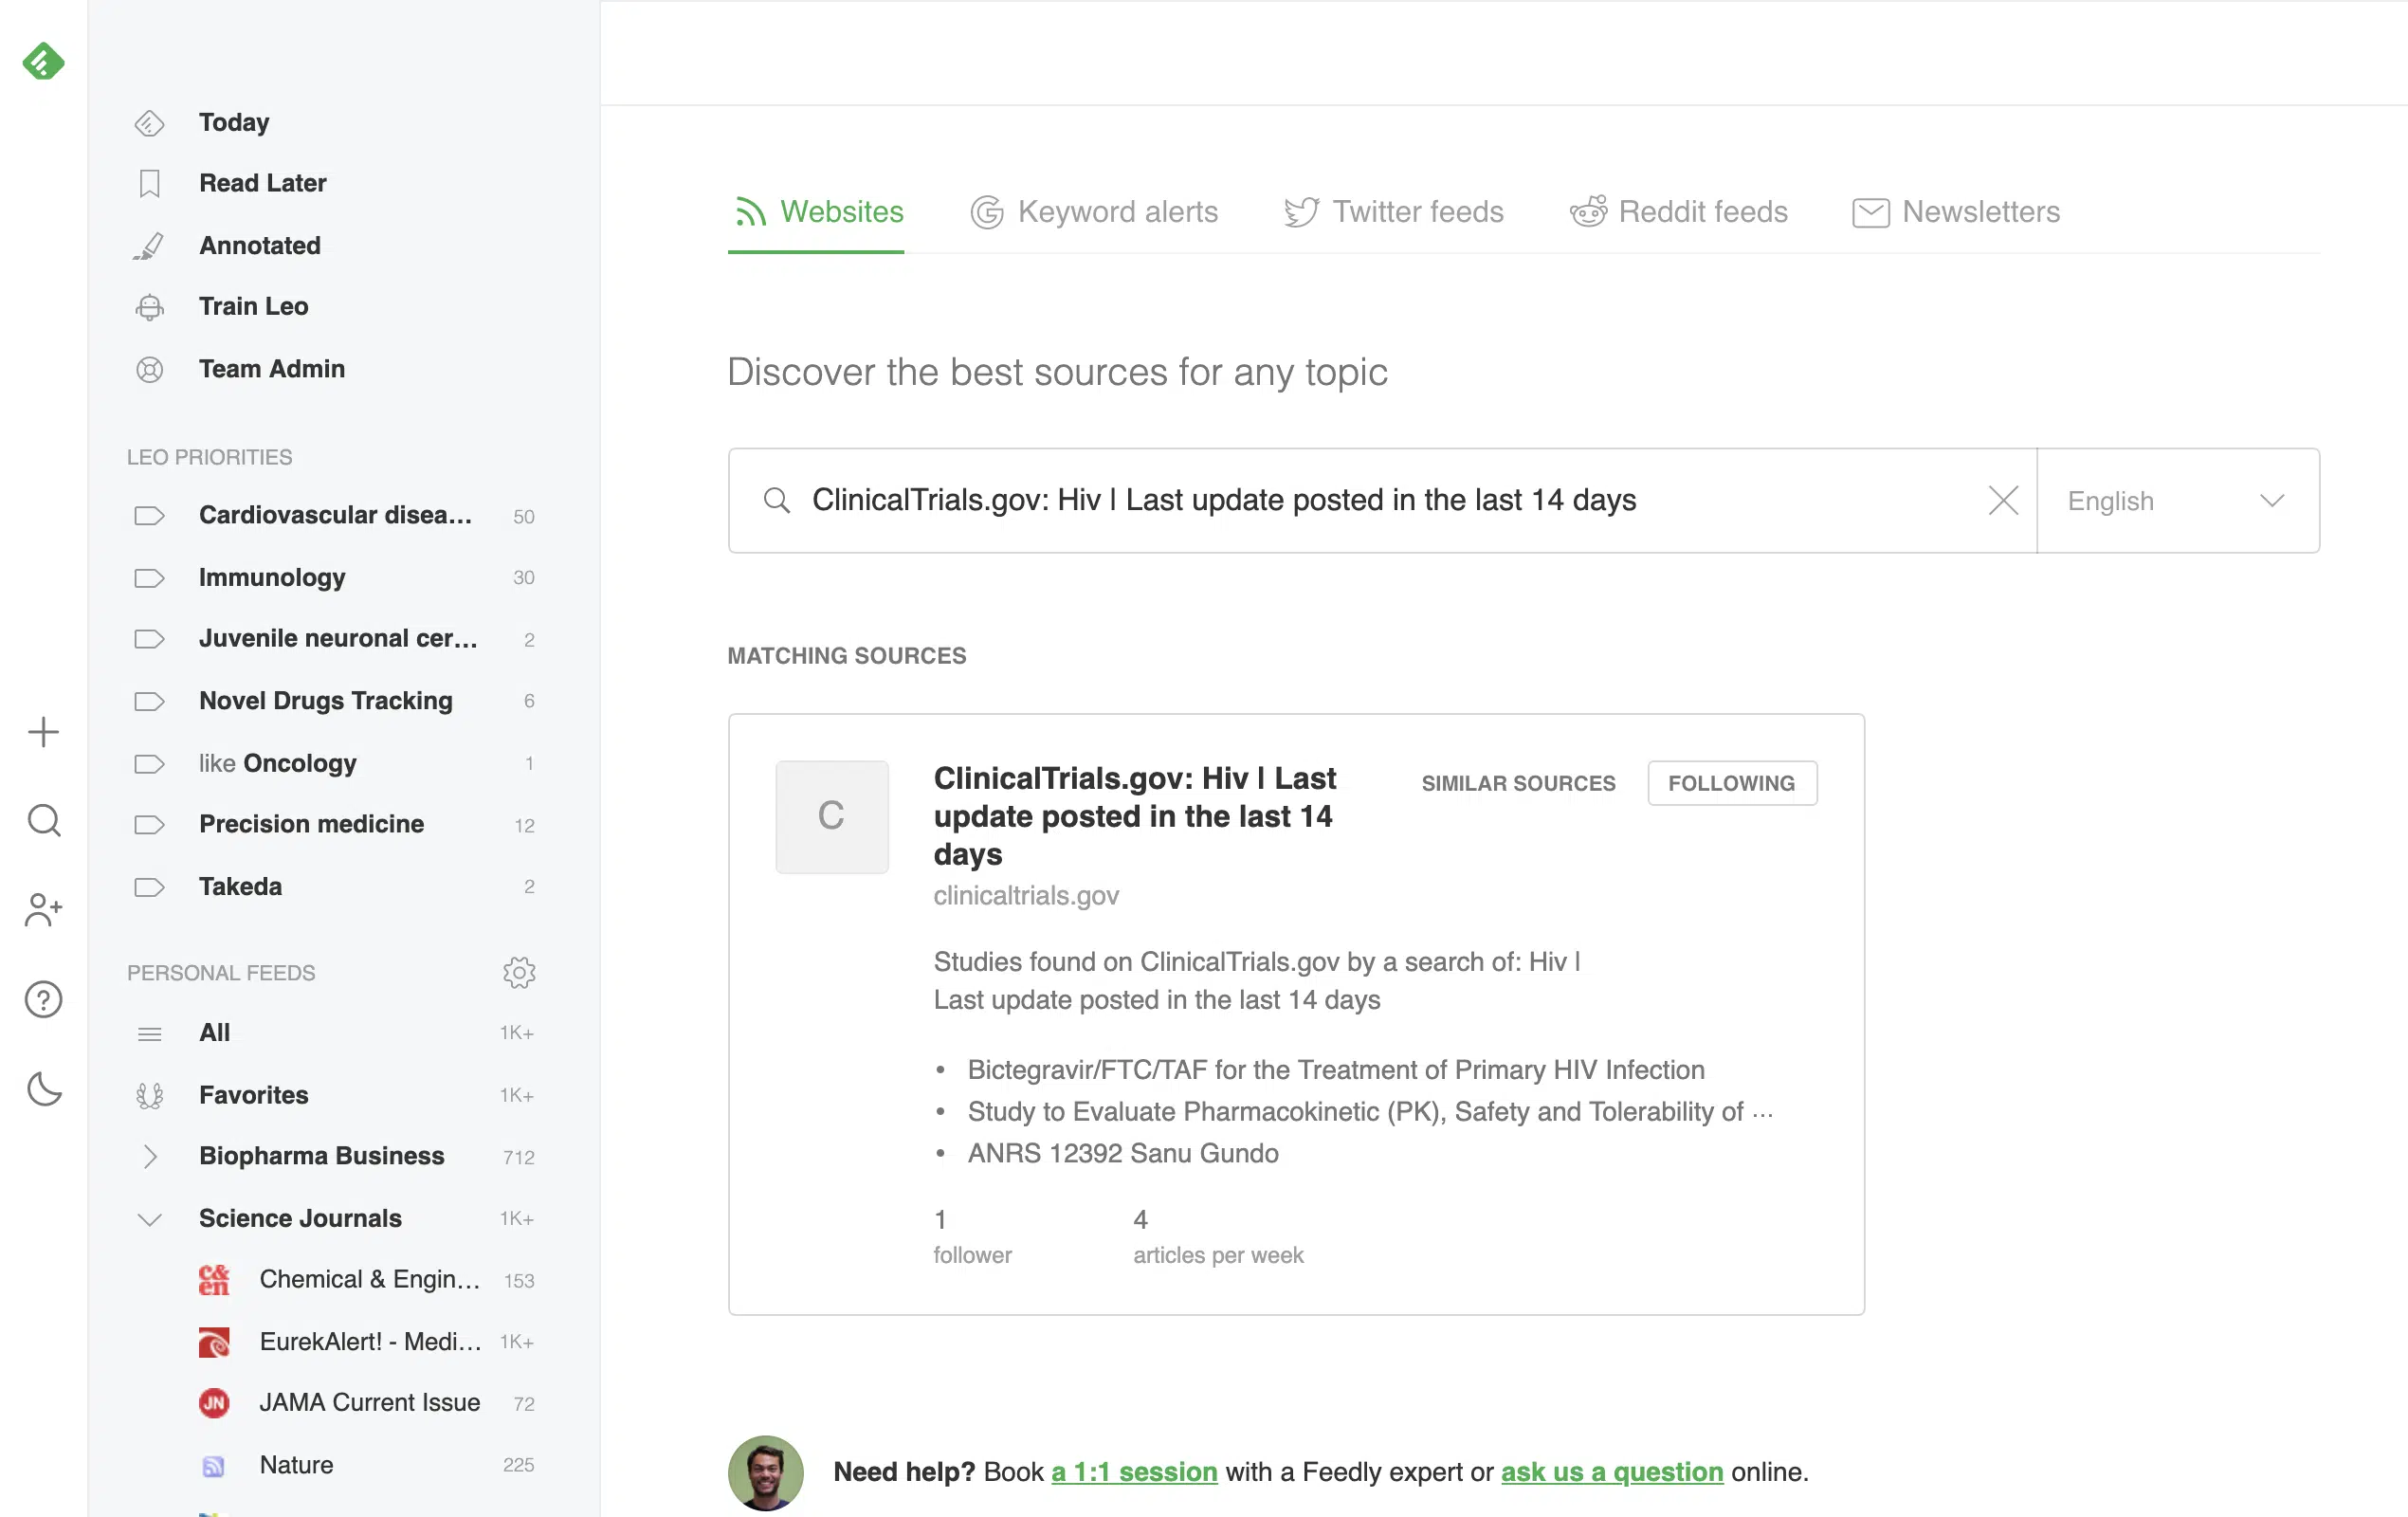 Today
Read Later
Annotated
Train Leo
Team Admin
LEO PRIORITIES
Cardiovascular disea... 50
Immunology 30
Juvenile neuronal cer... 2
Novel Drugs Tracking 6
like Oncology 1
Precision medicine 12
Takeda 2
PERSONAL FEEDS
All 1K+
Favorites 1K+
Biopharma Business 712
Science Journals 1K+
c&en Chemical & Engin... 153
EurekAlert! - Medi... 1K+
JN JAMA Current Issue 72
Nature 225
Websites Keyword alerts Twitter feeds Reddit feeds Newsletters
Discover the best sources for any topic
ClinicalTrials.gov: Hiv | Last update posted in the last 14 days English
MATCHING SOURCES
C
ClinicalTrials.gov: Hiv | Last
update posted in the last 14
days
SIMILAR SOURCES FOLLOWING
clinicaltrials.gov
Studies found on ClinicalTrials.gov by a search of: Hiv |
Last update posted in the last 14 days
• Bictegravir/FTC/TAF for the Treatment of Primary HIV Infection
• Study to Evaluate Pharmacokinetic (PK), Safety and Tolerability of ...
• ANRS 12392 Sanu Gundo
1 4
follower articles per week
Need help? Book a 1:1 session with a Feedly expert or ask us a question online.